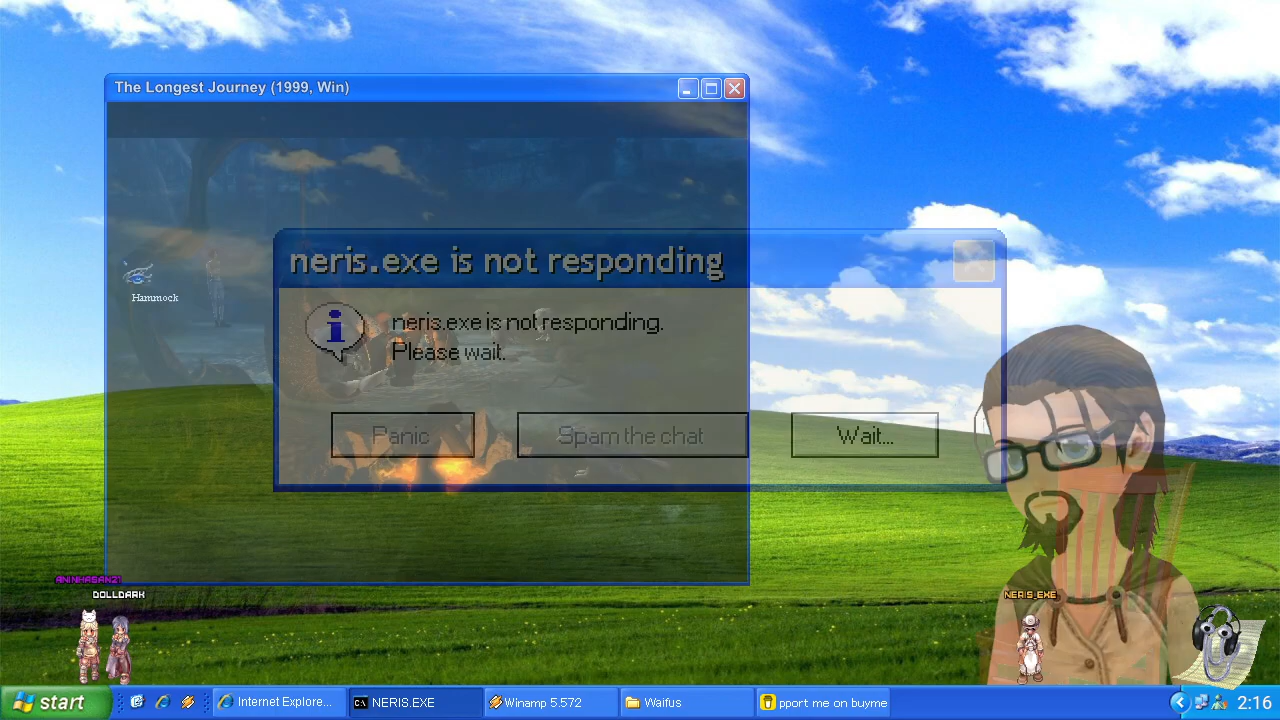 The Longest Journey (1999, Win)
neris.exe is not responding
Hammock
neris.exe is not responding.
Please wait.
Panic
Spam the chat
Wait...
ANINHASAN21
DOLLDARK
NERIS_EXE
start
Internet Explore...
C:\
NERIS.EXE
Winamp 5.572
Waifus
pport me on buyme
2:16